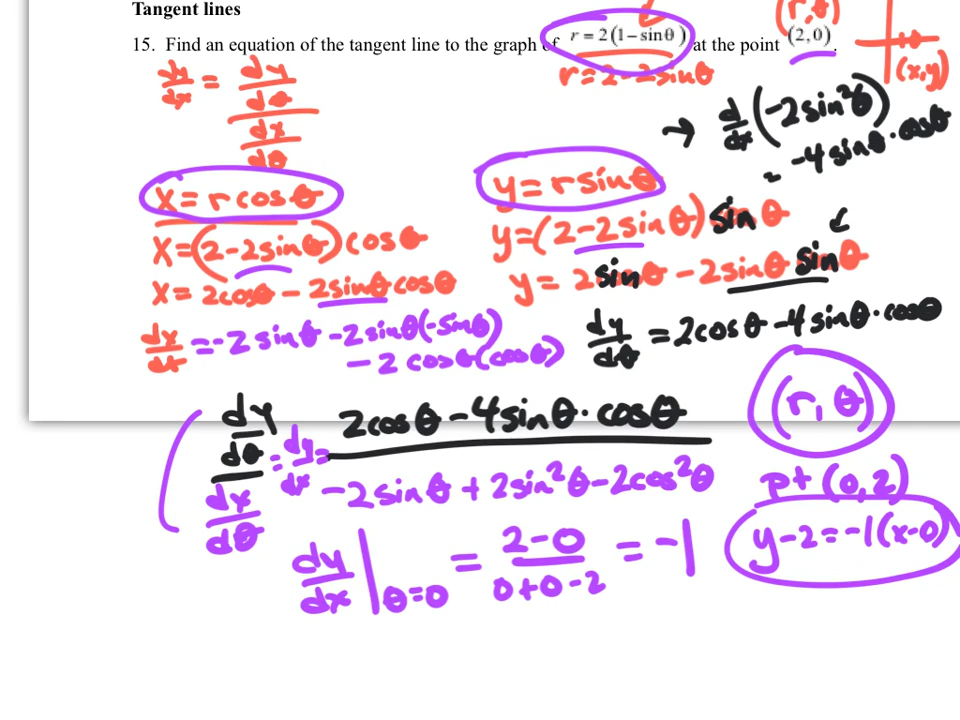 Tangent lines
(r,θ)
15. Find an equation of the tangent line to the graph of r = 2(1−sinθ) at the point (2,0).
r=2−2sinθ
(x,y)
dy/dx = (dy/dθ)/(dx/dθ)
→ d/dx(−2sin²θ)
= −4 sinθ·cosθ
x = r cosθ
y = r sinθ
x=(2−2sinθ)cosθ
y=(2−2sinθ)sinθ
x= 2cosθ − 2sinθcosθ
y= 2sinθ − 2sinθ sinθ
dx/dt =−2sinθ −2sinθ(−sinθ)
− 2 cosθ(cosθ)
dy/dθ = 2cosθ−4sinθ·cosθ
(dy/dθ)/(dx/dθ) = dy/dx = (2cosθ−4sinθ·cosθ)/(−2sinθ + 2sin²θ−2cos²θ)
(r,θ)
pt (0,2)
dy/dx|θ=0 = (2−0)/(0+0−2) = −1
y−2=−1(x−0)